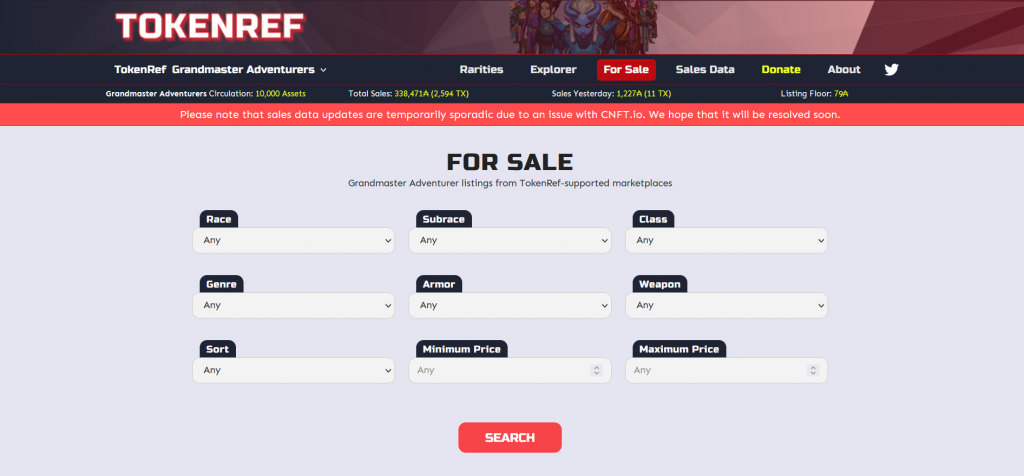 TOKENREF
TokenRef Grandmaster Adventurers Rarities Explorer For Sale Sales Data Donate About
Grandmaster Adventurers Circulation: 10,000 Assets Total Sales: 338,471A (2,594 TX) Sales Yesterday: 1,227A (11 TX) Listing Floor: 79A
Please note that sales data updates are temporarily sporadic due to an issue with CNFT.io. We hope that it will be resolved soon.
FOR SALE
Grandmaster Adventurer listings from TokenRef-supported marketplaces
Race Subrace Class
Any Any Any
Genre Armor Weapon
Any Any Any
Sort Minimum Price Maximum Price
Any Any Any
SEARCH